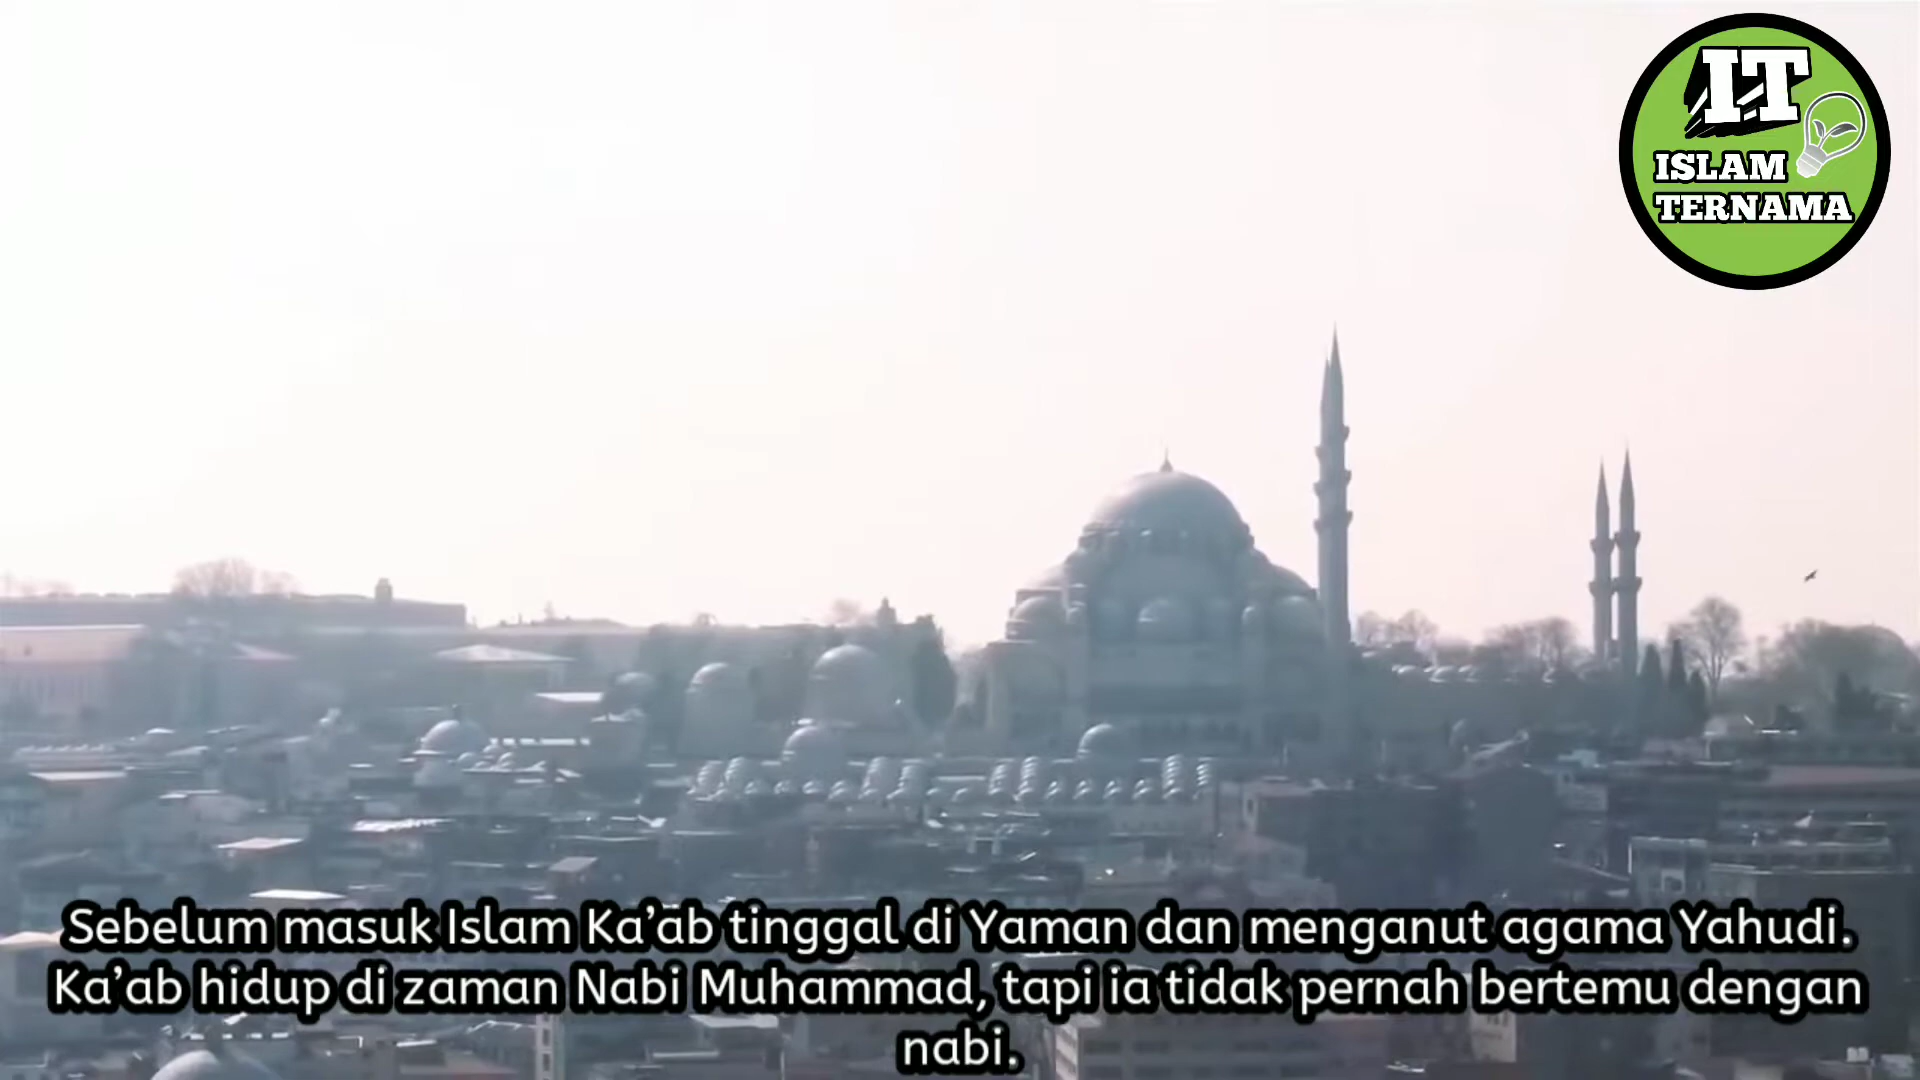 IT
ISLAM
TERNAMA
Sebelum masuk Islam Ka’ab tinggal di Yaman dan menganut agama Yahudi.
Ka’ab hidup di zaman Nabi Muhammad, tapi ia tidak pernah bertemu dengan
nabi.